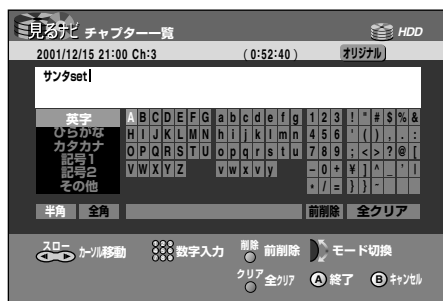 見るナビ チャプター一覧 HDD
2001/12/15 21:00 Ch:3 (0:52:40) オリジナル
サンタset
英字 A B C D E F G a b c d e f g 1 2 3 ! " # $ % &
ひらがな H I J K L M N h i j k l m n 4 5 6 ' ( ) , . :
カタカナ O P Q R S T U o p q r s t u 7 8 9 ; < > ? @ [
記号1 V W X Y Z v w x v y - 0 + ¥ ] ^ _ ' |
記号2
その他 * / = } } ~
半角 全角 前削除 全クリア
スロー カーソル移動 数字入力 削除 前削除 モード切換
クリア 全クリア A 終了 B キャンセル